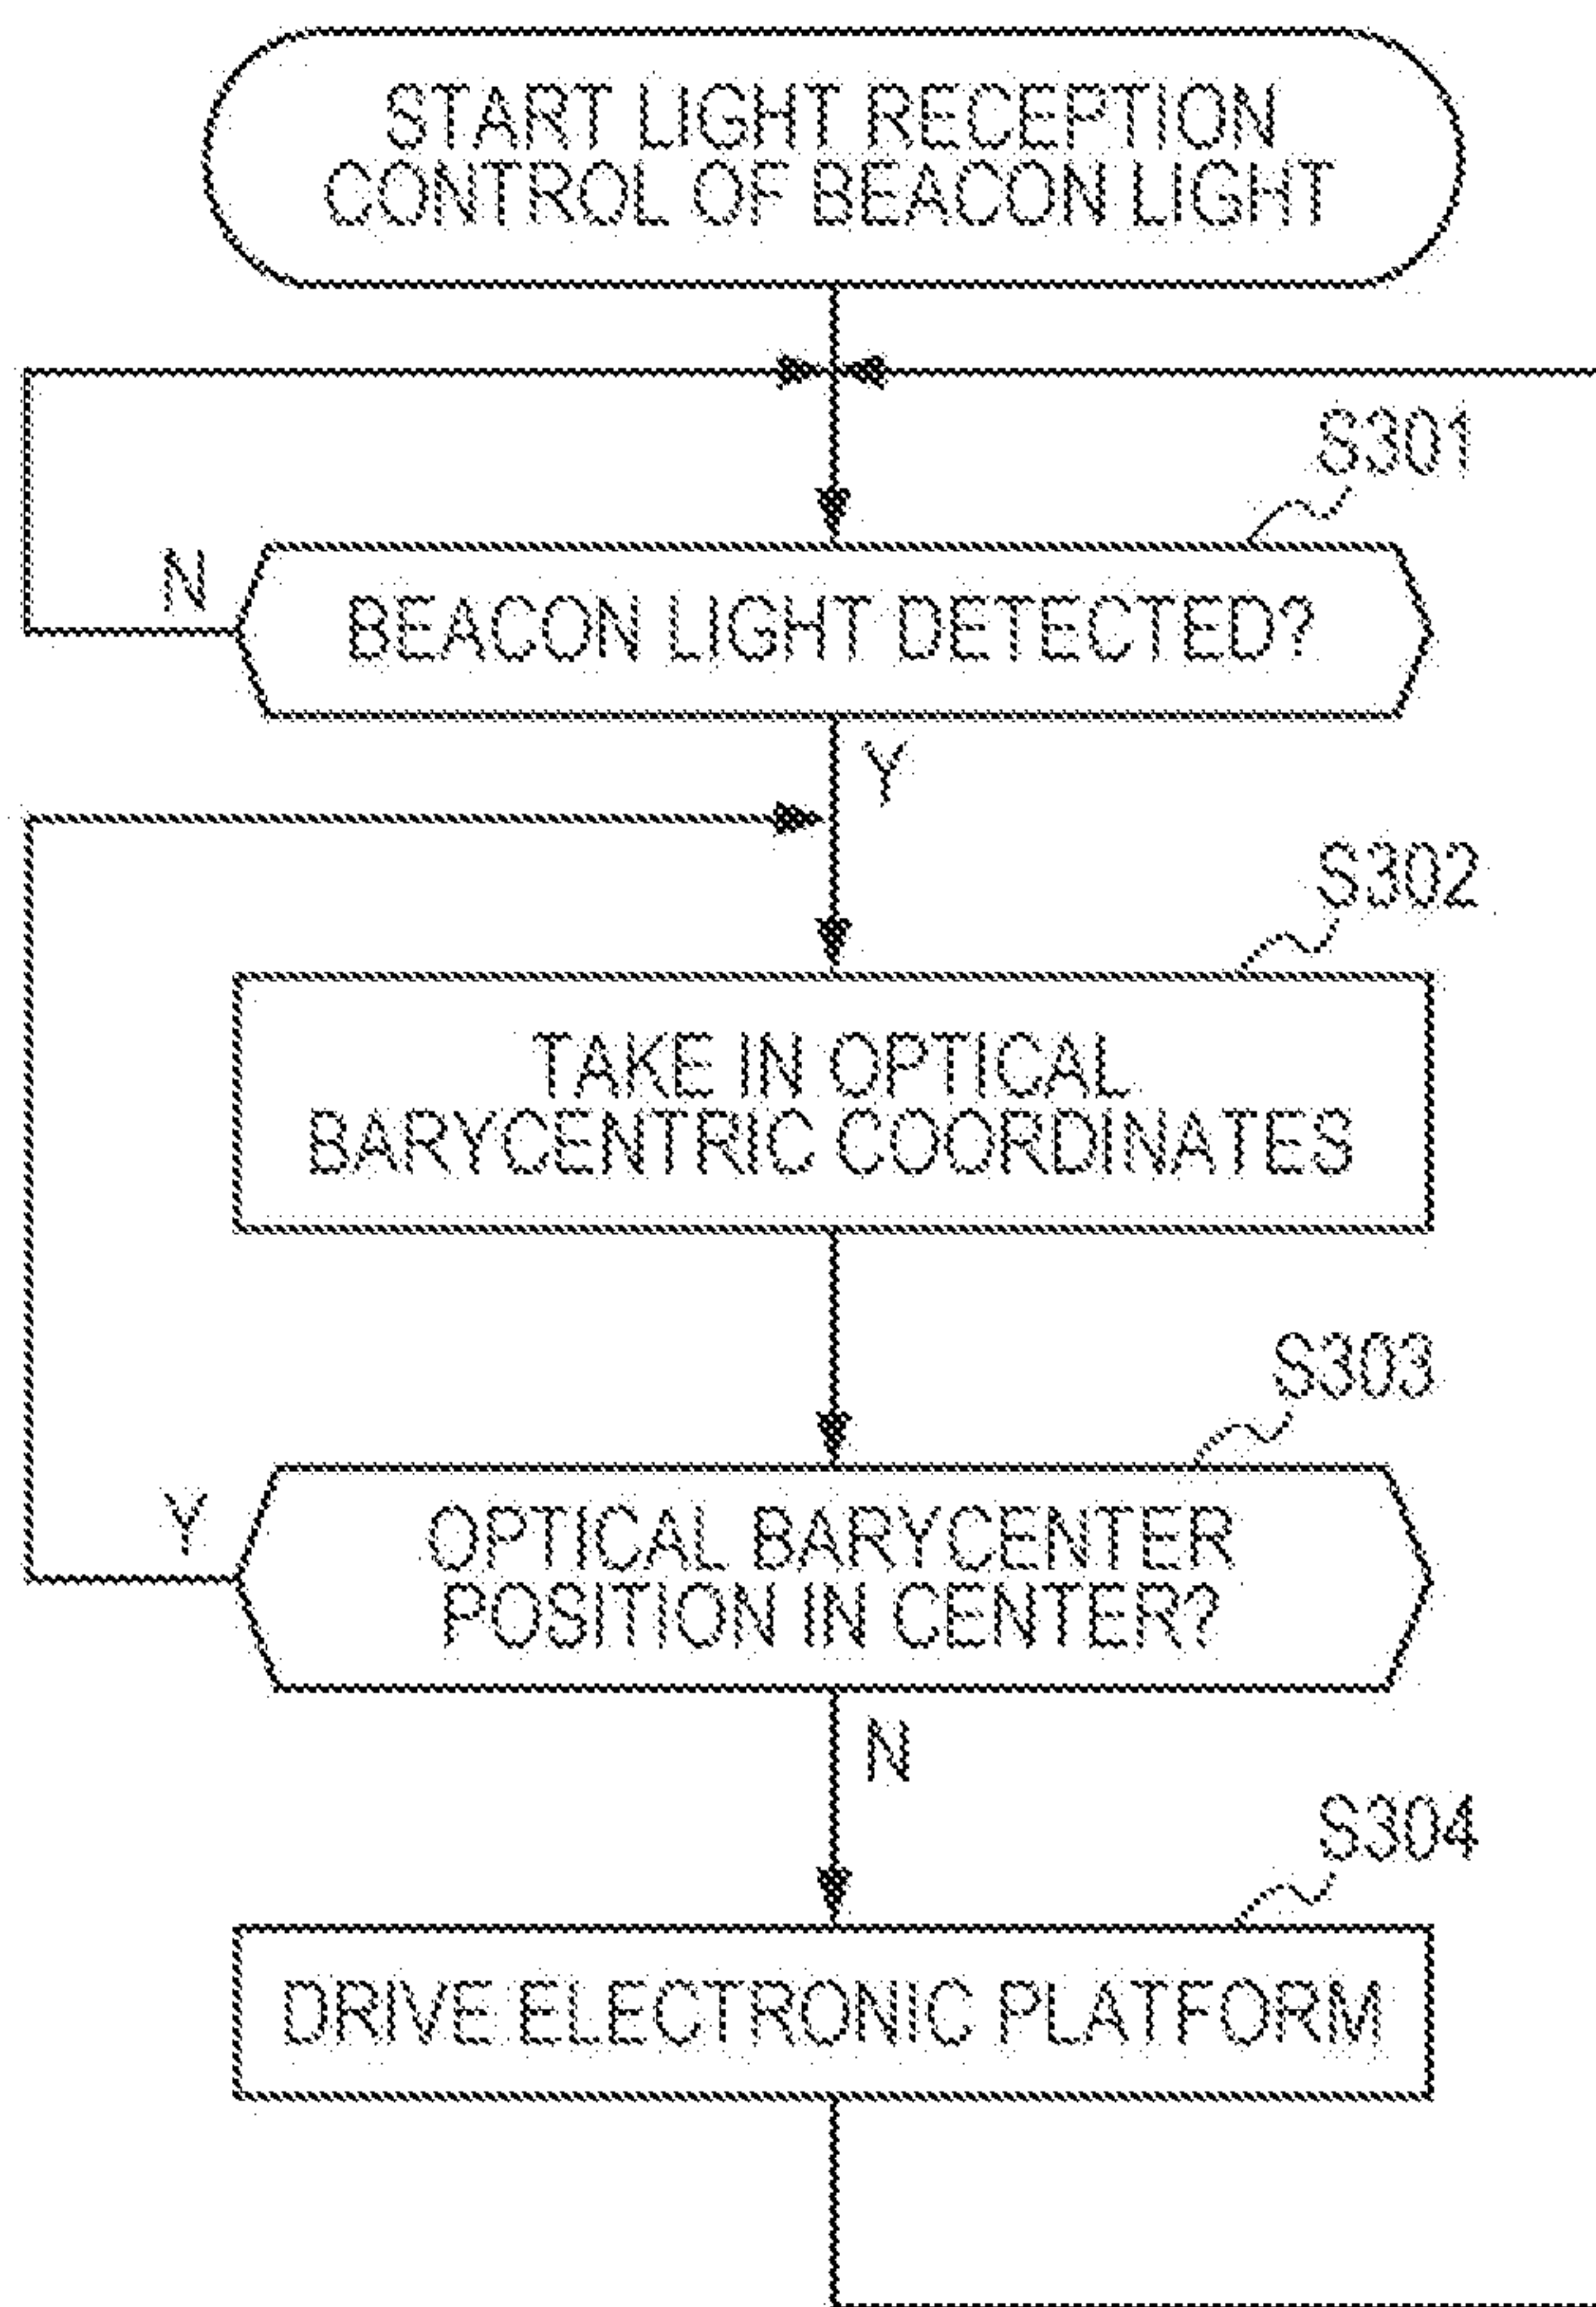 START LIGHT RECEPTION
CONTROL OF BEACON LIGHT
S301
N
BEACON LIGHT DETECTED?
Y
S302
TAKE IN OPTICAL
BARYCENTRIC COORDINATES
S303
Y
OPTICAL BARYCENTER
POSITION IN CENTER?
N
S304
DRIVE ELECTRONIC PLATFORM